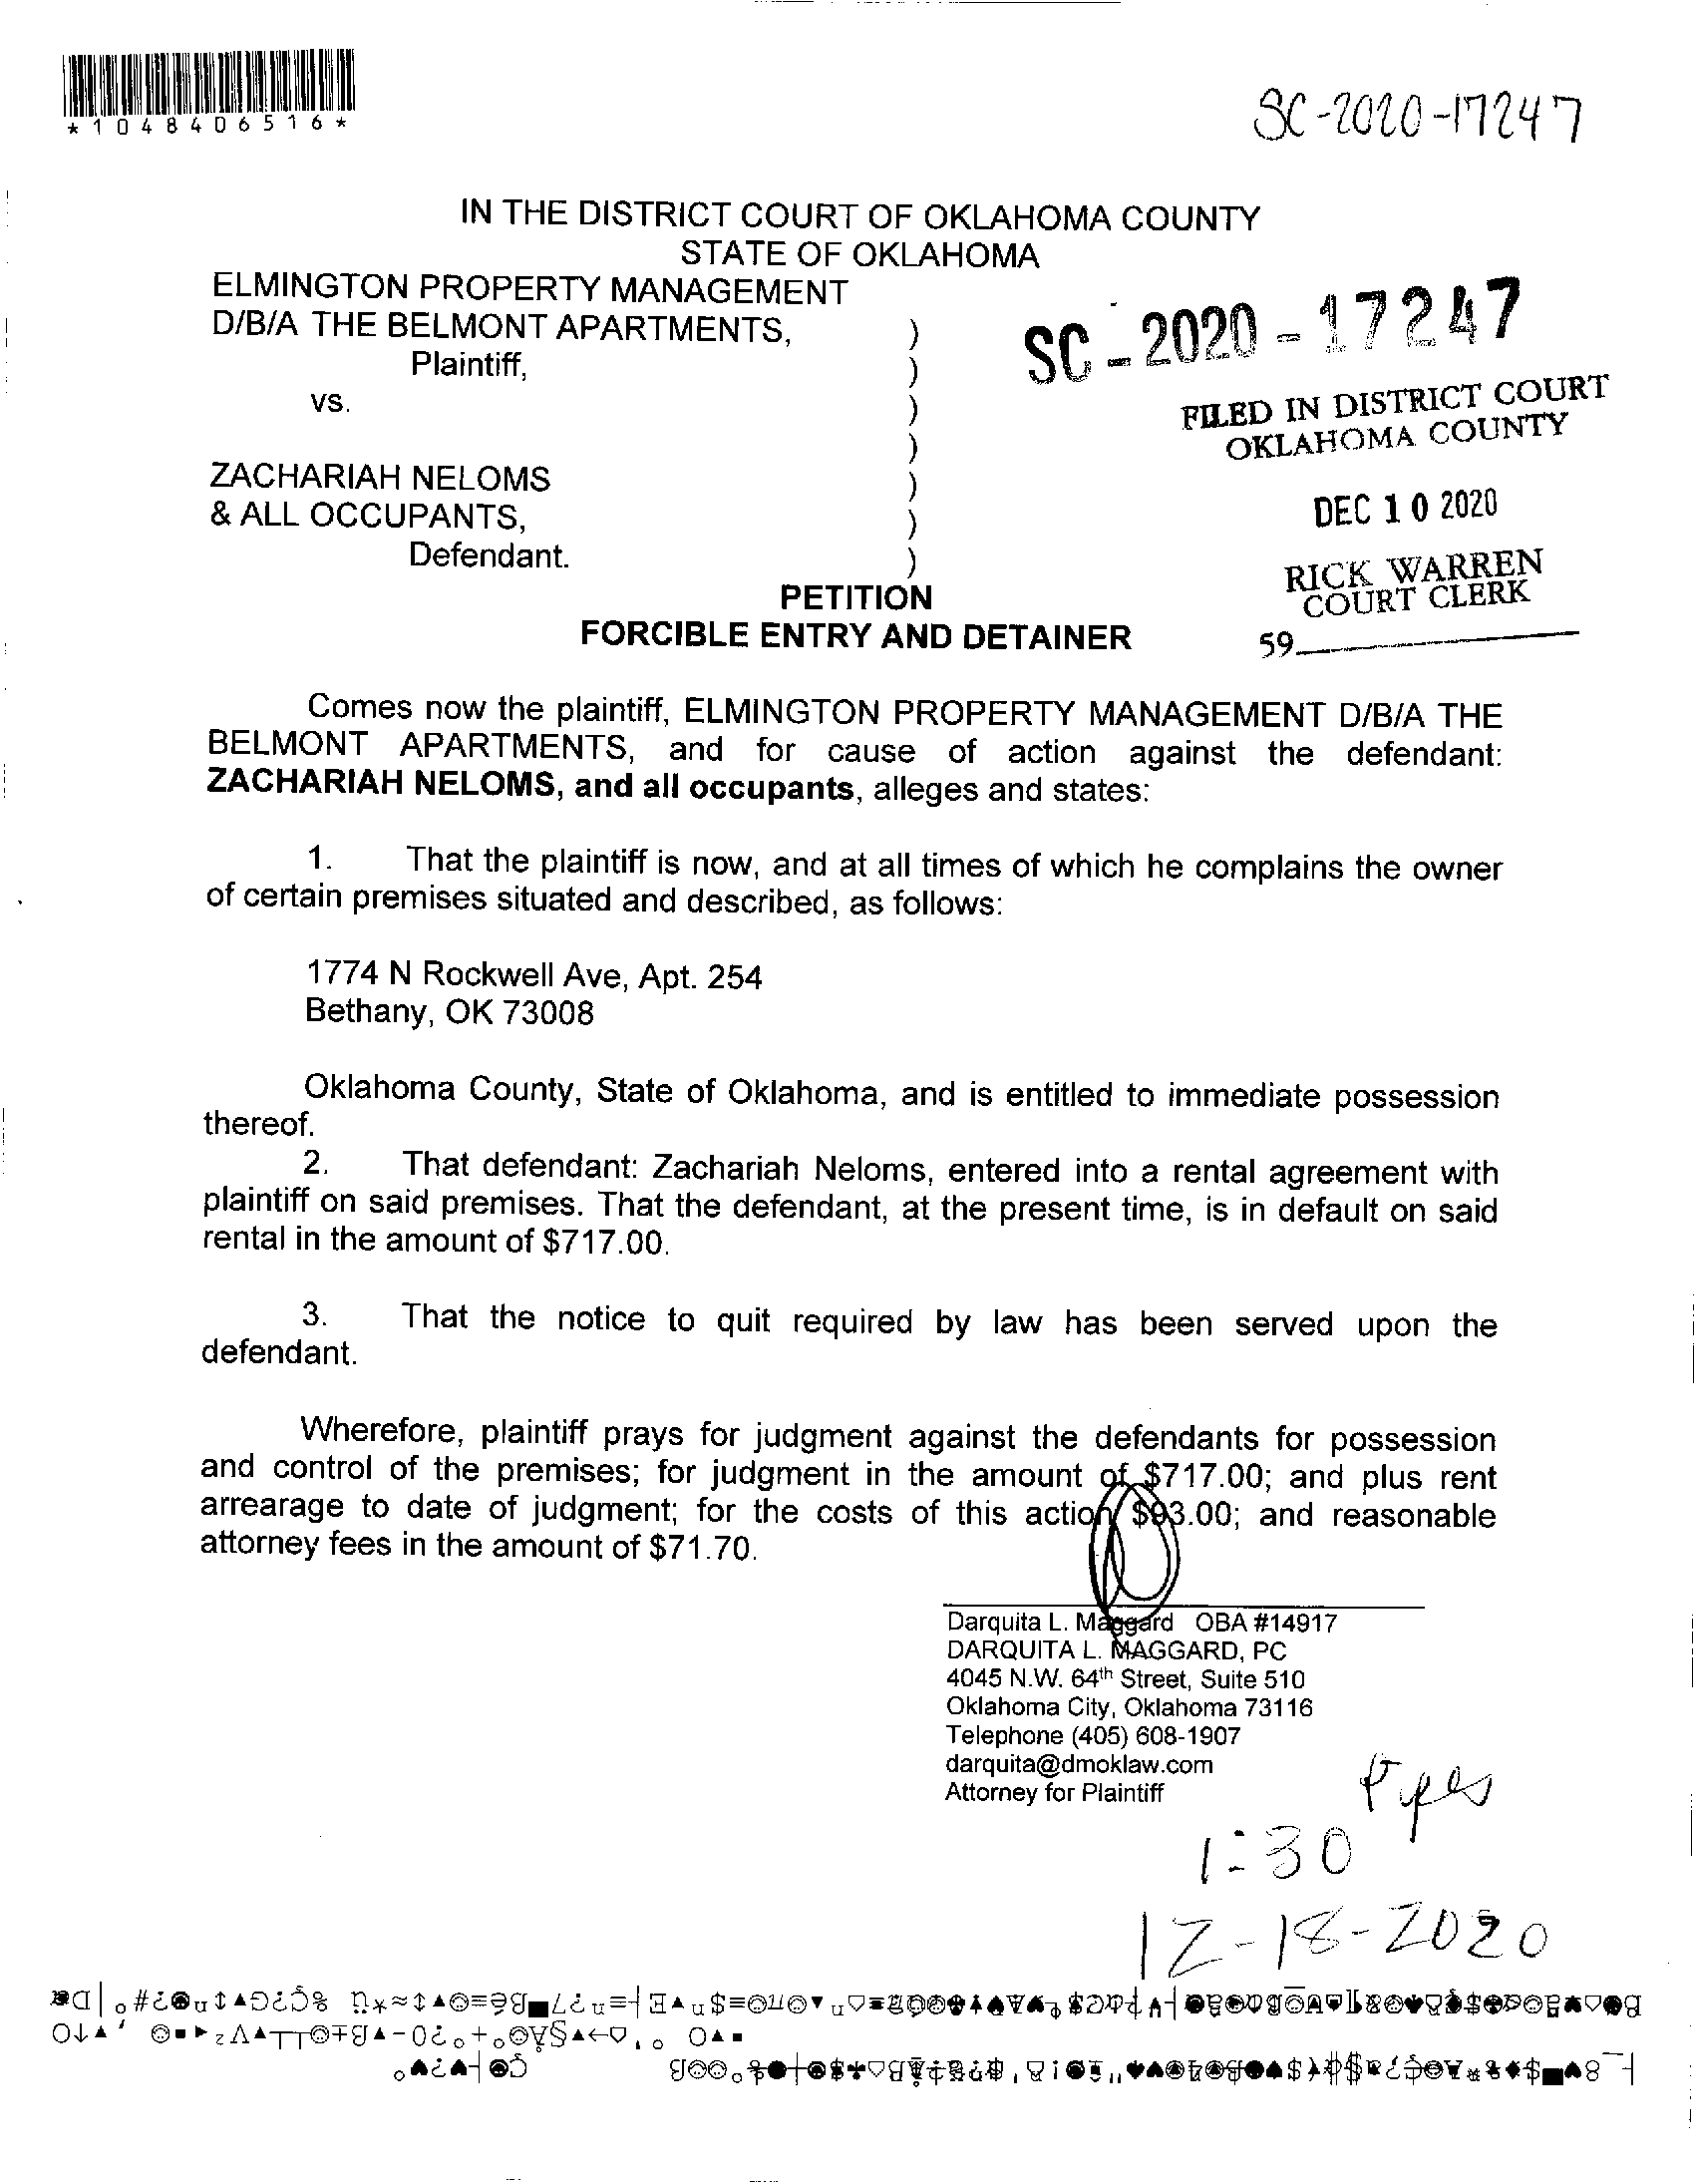 *1048406516*
SC-2020-17247
IN THE DISTRICT COURT OF OKLAHOMA COUNTY
STATE OF OKLAHOMA
ELMINGTON PROPERTY MANAGEMENT
D/B/A THE BELMONT APARTMENTS, )
Plaintiff, )
vs. )
)
ZACHARIAH NELOMS )
& ALL OCCUPANTS, )
Defendant. )
SC - 2020 - 17247
FILED IN DISTRICT COURT
OKLAHOMA COUNTY
DEC 10 2020
RICK WARREN
COURT CLERK
59
PETITION
FORCIBLE ENTRY AND DETAINER
Comes now the plaintiff, ELMINGTON PROPERTY MANAGEMENT D/B/A THE
BELMONT APARTMENTS, and for cause of action against the defendant:
ZACHARIAH NELOMS, and all occupants, alleges and states:
1. That the plaintiff is now, and at all times of which he complains the owner
of certain premises situated and described, as follows:
1774 N Rockwell Ave, Apt. 254
Bethany, OK 73008
Oklahoma County, State of Oklahoma, and is entitled to immediate possession
thereof.
2. That defendant: Zachariah Neloms, entered into a rental agreement with
plaintiff on said premises. That the defendant, at the present time, is in default on said
rental in the amount of $717.00.
3. That the notice to quit required by law has been served upon the
defendant.
Wherefore, plaintiff prays for judgment against the defendants for possession
and control of the premises; for judgment in the amount of $717.00; and plus rent
arrearage to date of judgment; for the costs of this action $93.00; and reasonable
attorney fees in the amount of $71.70.
Darquita L. Maggard OBA #14917
DARQUITA L. MAGGARD, PC
4045 N.W. 64th Street, Suite 510
Oklahoma City, Oklahoma 73116
Telephone (405) 608-1907
darquita@dmoklaw.com
Attorney for Plaintiff
1:30
12-18-2020